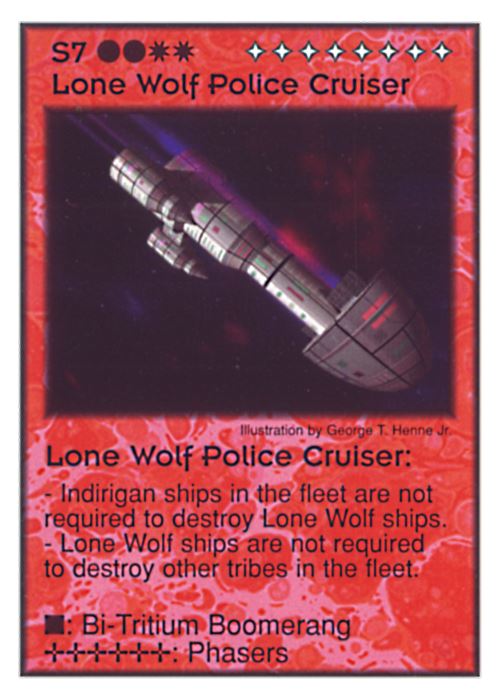 S7
Lone Wolf Police Cruiser
Illustration by George T. Henne Jr.
Lone Wolf Police Cruiser:
- Indirigan ships in the fleet are not
required to destroy Lone Wolf ships.
- Lone Wolf ships are not required
to destroy other tribes in the fleet.
■: Bi-Tritium Boomerang
✢✢✢✢✢✢: Phasers